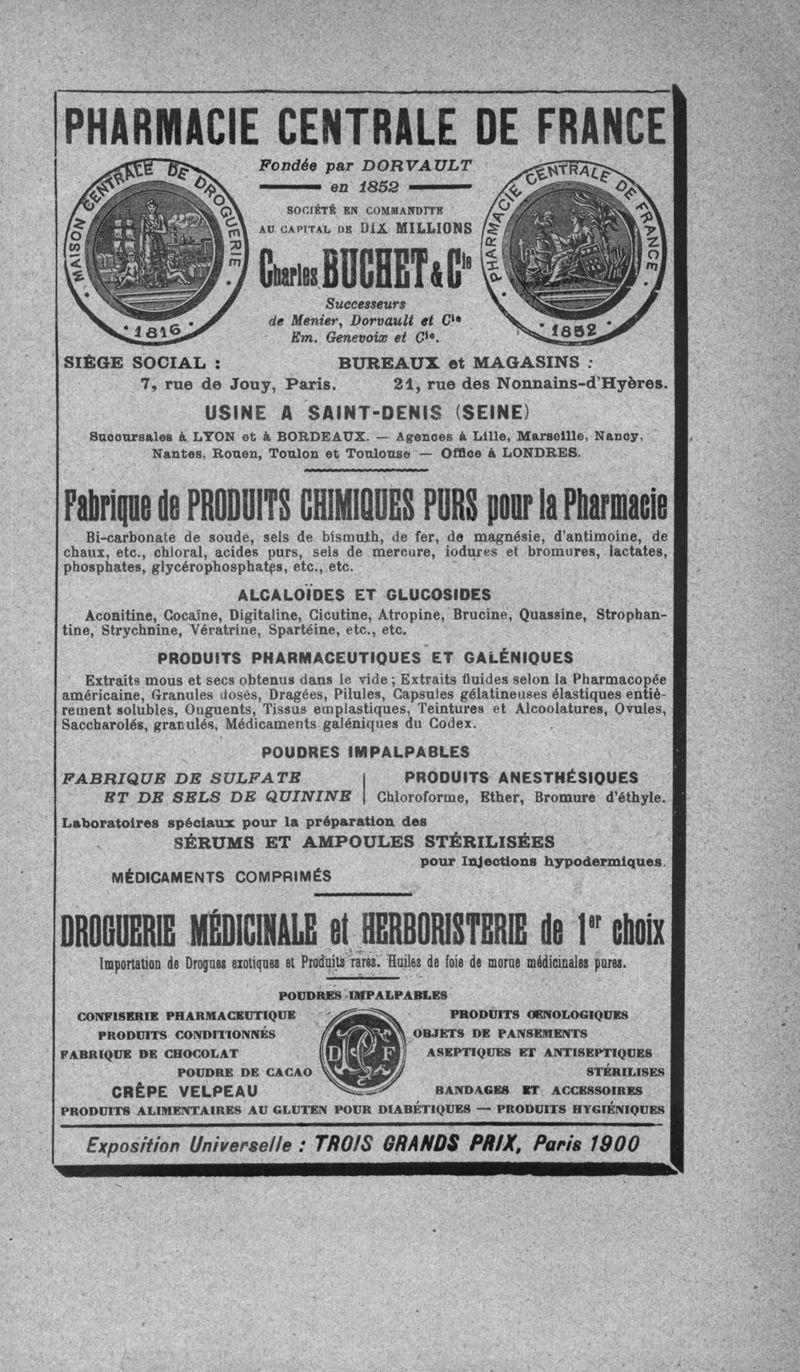 PHARMACIE CENTRALE DE FRANCE
MAISON CENTRALE DE DROGUERIE
1816
Fondée par DORVAULT
en 1852
SOCIÉTÉ EN COMMANDITE
AU CAPITAL DE DIX MILLIONS
Charles BUCHET & Cie
Successeurs
de Menier, Dorvault et Cie
Em. Genevoix et Cie.
PHARMACIE CENTRALE DE FRANCE
1852
SIÈGE SOCIAL : BUREAUX et MAGASINS :
7, rue de Jouy, Paris. 21, rue des Nonnains-d'Hyères.
USINE A SAINT-DENIS (SEINE)
Succursales à LYON et à BORDEAUX. — Agences à Lille, Marseille, Nancy,
Nantes, Rouen, Toulon et Toulouse — Office à LONDRES.
Fabrique de PRODUITS CHIMIQUES PURS pour la Pharmacie
Bi-carbonate de soude, sels de bismuth, de fer, de magnésie, d'antimoine, de
chaux, etc., chloral, acides purs, sels de mercure, iodures et bromures, lactates,
phosphates, glycérophosphates, etc., etc.
ALCALOÏDES ET GLUCOSIDES
Aconitine, Cocaïne, Digitaline, Cicutine, Atropine, Brucine, Quassine, Strophan-
tine, Strychnine, Vératrine, Spartéine, etc., etc.
PRODUITS PHARMACEUTIQUES ET GALÉNIQUES
Extraits mous et secs obtenus dans le vide ; Extraits fluides selon la Pharmacopée
américaine, Granules dosés, Dragées, Pilules, Capsules gélatineuses élastiques entiè-
rement solubles, Onguents, Tissus emplastiques, Teintures et Alcoolatures, Ovules,
Saccharolés, granulés, Médicaments galéniques du Codex.
POUDRES IMPALPABLES
FABRIQUE DE SULFATE
ET DE SELS DE QUININE
PRODUITS ANESTHÉSIQUES
Chloroforme, Ether, Bromure d'éthyle.
Laboratoires spéciaux pour la préparation des
SÉRUMS ET AMPOULES STÉRILISÉES
pour Injections hypodermiques.
MÉDICAMENTS COMPRIMÉS
DROGUERIE MÉDICINALE et HERBORISTERIE de 1er choix
Importation de Drogues exotiques et Produits rares. Huiles de foie de morue médicinales pures.
POUDRES IMPALPABLES
CONFISERIE PHARMACEUTIQUE
PRODUITS CONDITIONNÉS
FABRIQUE DE CHOCOLAT
POUDRE DE CACAO
CRÊPE VELPEAU
PRODUITS ŒNOLOGIQUES
OBJETS DE PANSEMENTS
ASEPTIQUES ET ANTISEPTIQUES
STÉRILISES
BANDAGES ET ACCESSOIRES
PRODUITS ALIMENTAIRES AU GLUTEN POUR DIABÉTIQUES — PRODUITS HYGIÉNIQUES
Exposition Universelle : TROIS GRANDS PRIX, Paris 1900